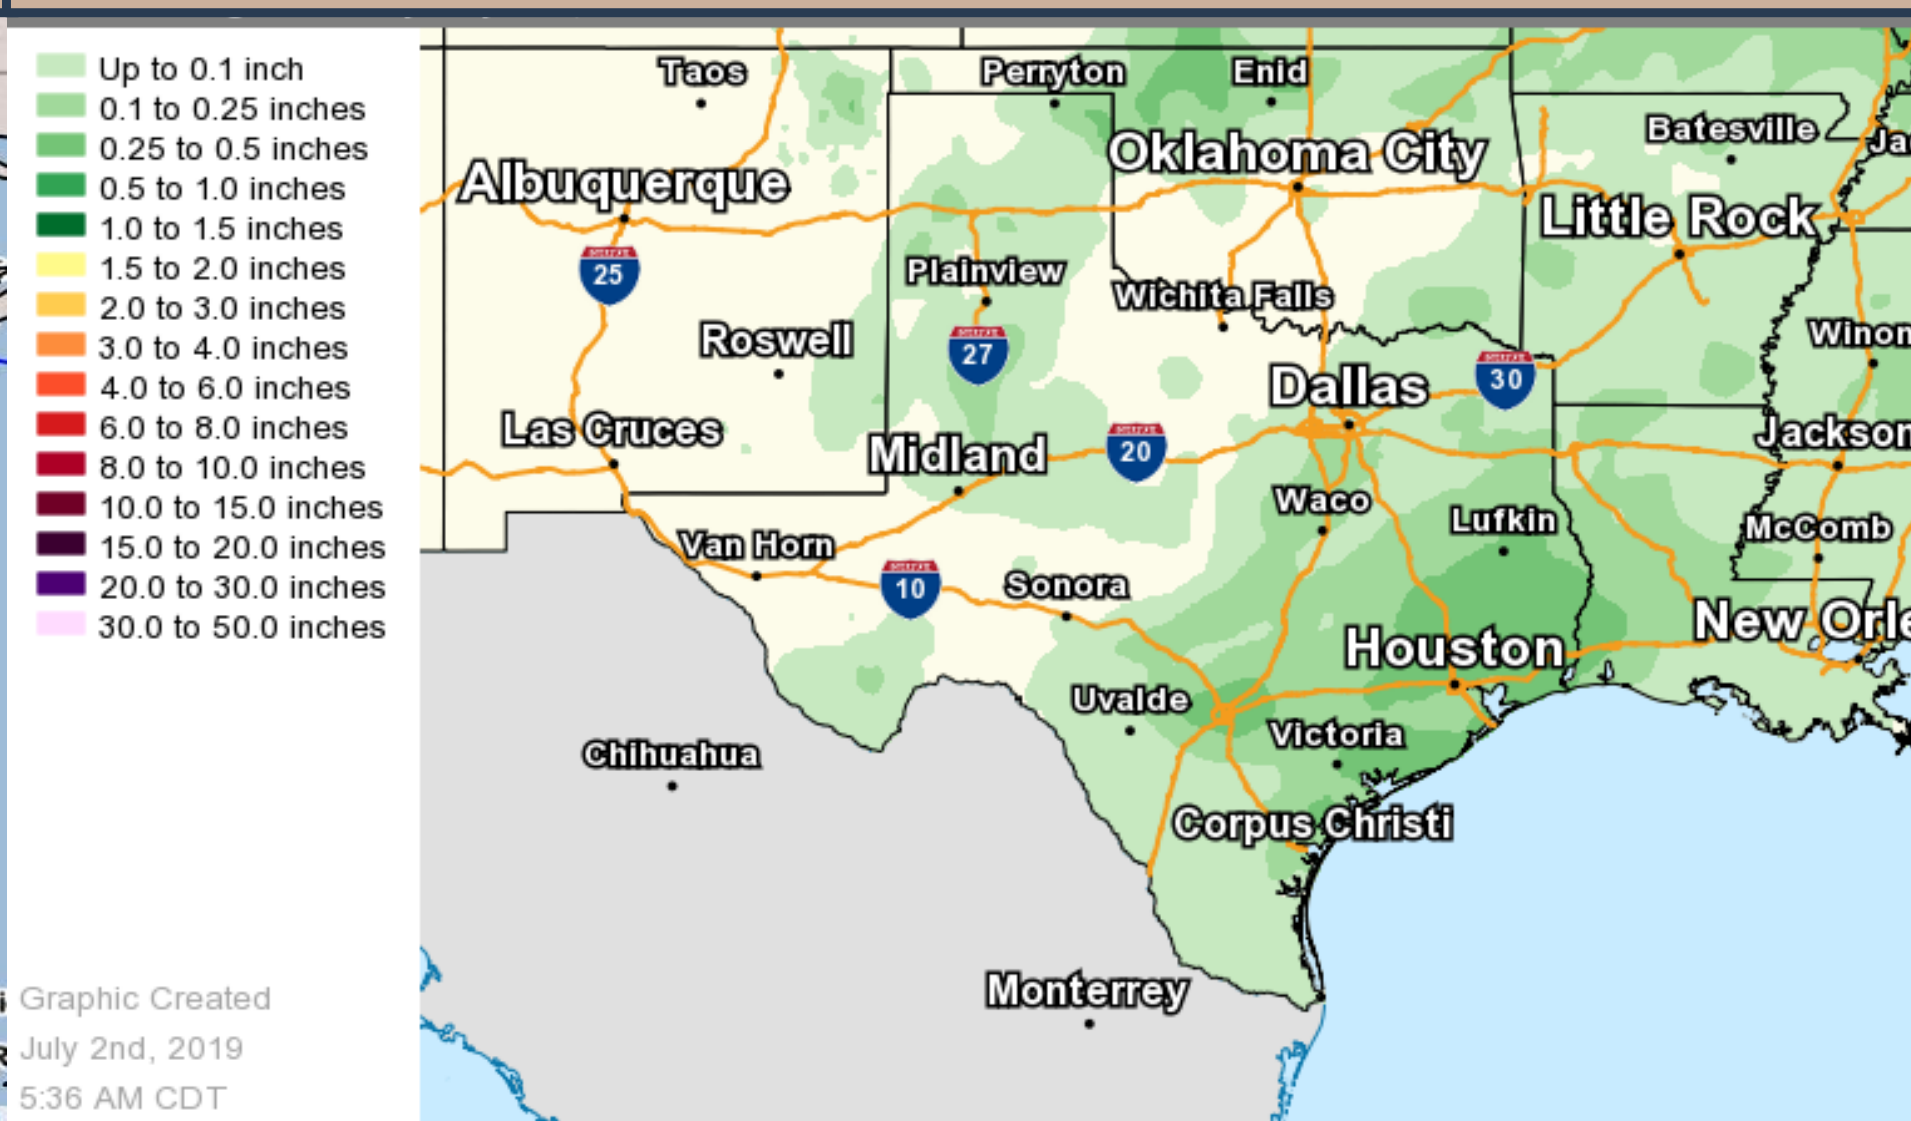 Up to 0.1 inch
0.1 to 0.25 inches
0.25 to 0.5 inches
0.5 to 1.0 inches
1.0 to 1.5 inches
1.5 to 2.0 inches
2.0 to 3.0 inches
3.0 to 4.0 inches
4.0 to 6.0 inches
6.0 to 8.0 inches
8.0 to 10.0 inches
10.0 to 15.0 inches
15.0 to 20.0 inches
20.0 to 30.0 inches
30.0 to 50.0 inches
Graphic Created
July 2nd, 2019
5:36 AM CDT
Taos
Perryton
Enid
Batesville
Oklahoma City
Albuquerque
Little Rock
25
Plainview
Wichita Falls
Roswell
27
Winon
Dallas
30
Las Cruces
Midland
20
Jackson
Waco
Lufkin
McComb
Van Horn
10
Sonora
New Orle
Houston
Uvalde
Victoria
Chihuahua
Corpus Christi
Monterrey